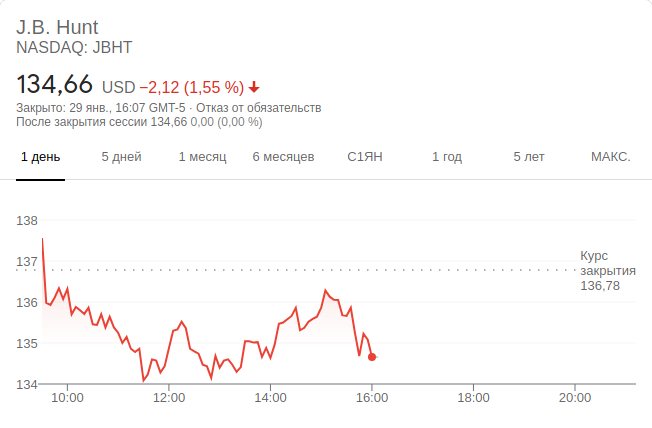 J.B. Hunt
NASDAQ: JBHT
134,66 USD −2,12 (1,55 %)
Закрыто: 29 янв., 16:07 GMT-5 · Отказ от обязательств
После закрытия сессии 134,66 0,00 (0,00 %)
1 день 5 дней 1 месяц 6 месяцев С1ЯН 1 год 5 лет МАКС.
138
137
136
135
134
Курс
закрытия
136,78
10:00 12:00 14:00 16:00 18:00 20:00